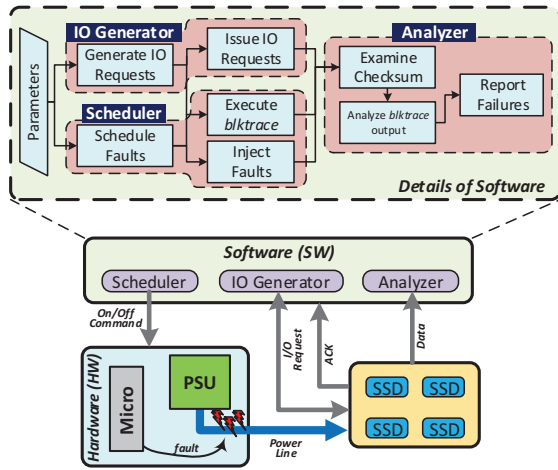 IO Generator
Analyzer
Parameters
Generate IO
Requests
Issue IO
Requests
Examine
Checksum
Report
Failures
Scheduler
Execute
blktrace
Analyze blktrace
output
Schedule
Faults
Inject
Faults
Details of Software
Software (SW)
Scheduler
IO Generator
Analyzer
On/Off
Command
I/O
Request
ACK
Data
Hardware (HW)
Micro
PSU
fault
Power
Line
SSD
SSD
SSD
SSD